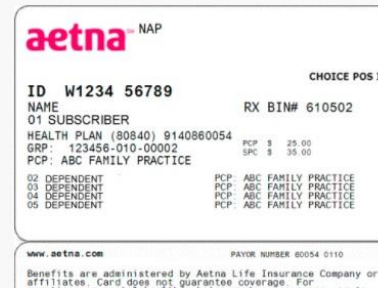 aetna™ NAP
CHOICE POS
ID W1234 56789
NAME RX BIN# 610502
01 SUBSCRIBER
HEALTH PLAN (80840) 9140860054
GRP: 123456-010-00002 PCP $ 25.00
PCP: ABC FAMILY PRACTICE SPC $ 35.00
02 DEPENDENT PCP: ABC FAMILY PRACTICE
03 DEPENDENT PCP: ABC FAMILY PRACTICE
04 DEPENDENT PCP: ABC FAMILY PRACTICE
05 DEPENDENT PCP: ABC FAMILY PRACTICE
www.aetna.com PAYOR NUMBER 60054 0110
Benefits are administered by Aetna Life Insurance Company or
affiliates. Card does not guarantee coverage. For